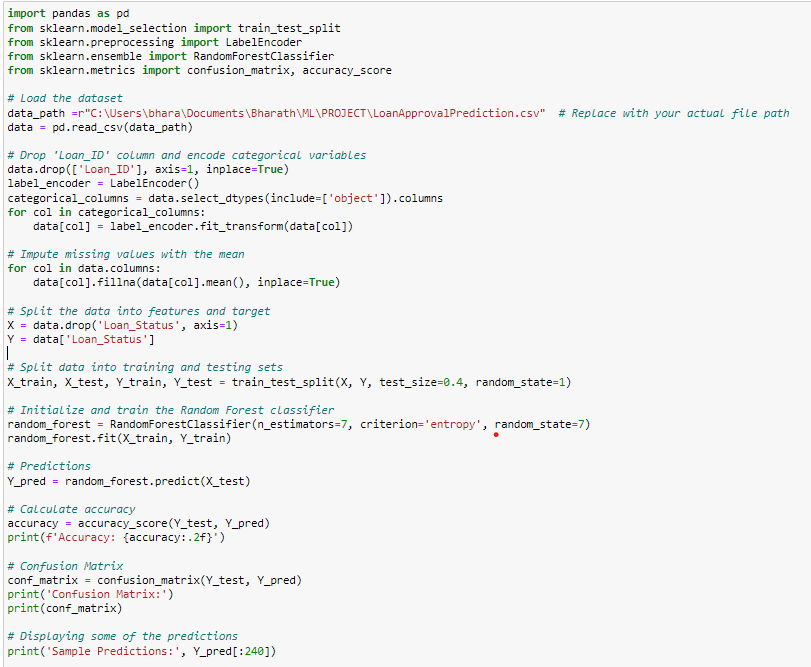 import pandas as pd
from sklearn.model_selection import train_test_split
from sklearn.preprocessing import LabelEncoder
from sklearn.ensemble import RandomForestClassifier
from sklearn.metrics import confusion_matrix, accuracy_score

# Load the dataset
data_path =r"C:\Users\bhara\Documents\Bharath\ML\PROJECT\LoanApprovalPrediction.csv"  # Replace with your actual file path
data = pd.read_csv(data_path)

# Drop 'Loan_ID' column and encode categorical variables
data.drop(['Loan_ID'], axis=1, inplace=True)
label_encoder = LabelEncoder()
categorical_columns = data.select_dtypes(include=['object']).columns
for col in categorical_columns:
    data[col] = label_encoder.fit_transform(data[col])

# Impute missing values with the mean
for col in data.columns:
    data[col].fillna(data[col].mean(), inplace=True)

# Split the data into features and target
X = data.drop('Loan_Status', axis=1)
Y = data['Loan_Status']

# Split data into training and testing sets
X_train, X_test, Y_train, Y_test = train_test_split(X, Y, test_size=0.4, random_state=1)

# Initialize and train the Random Forest classifier
random_forest = RandomForestClassifier(n_estimators=7, criterion='entropy', random_state=7)
random_forest.fit(X_train, Y_train)

# Predictions
Y_pred = random_forest.predict(X_test)

# Calculate accuracy
accuracy = accuracy_score(Y_test, Y_pred)
print(f'Accuracy: {accuracy:.2f}')

# Confusion Matrix
conf_matrix = confusion_matrix(Y_test, Y_pred)
print('Confusion Matrix:')
print(conf_matrix)

# Displaying some of the predictions
print('Sample Predictions:', Y_pred[:240])